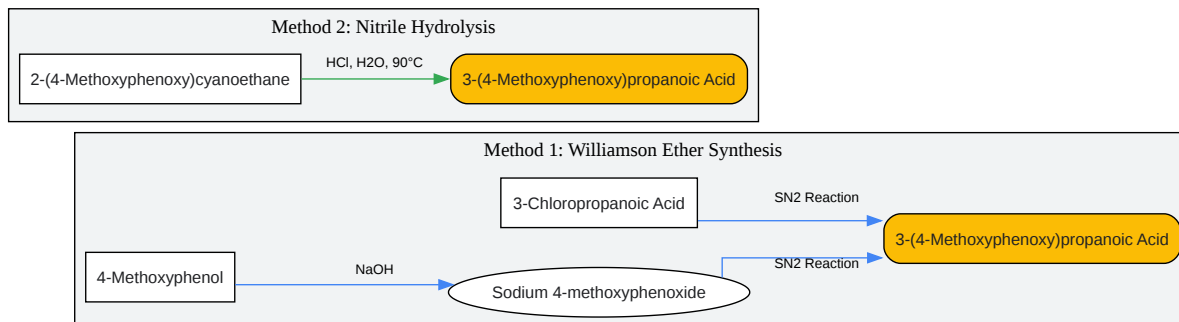 Method 2: Nitrile Hydrolysis
2-(4-Methoxyphenoxy)cyanoethane
HCl, H2O, 90°C
3-(4-Methoxyphenoxy)propanoic Acid
Method 1: Williamson Ether Synthesis
3-Chloropropanoic Acid
SN2 Reaction
3-(4-Methoxyphenoxy)propanoic Acid
4-Methoxyphenol
NaOH
Sodium 4-methoxyphenoxide
SN2 Reaction